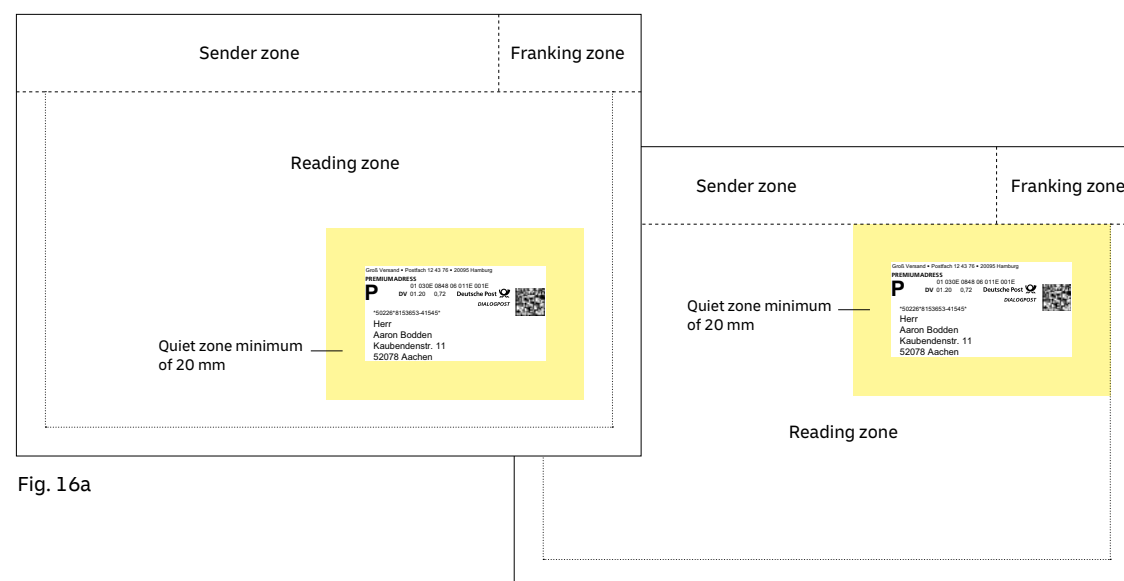 Sender zone
Franking zone
Reading zone
Groß Versand • Postfach 12 43 76 • 20095 Hamburg
PREMIUMADRESS
P
01 030E 0848 06 011E 001E
DV 01.20 0,72 Deutsche Post
DIALOGPOST
*50226*8153653-41545*
Herr
Aaron Bodden
Kaubendenstr. 11
52078 Aachen
Quiet zone minimum
of 20 mm
Fig. 16a
Sender zone
Franking zone
Groß Versand • Postfach 12 43 76 • 20095 Hamburg
PREMIUMADRESS
P
01 030E 0848 06 011E 001E
DV 01.20 0,72 Deutsche Post
DIALOGPOST
*50226*8153653-41545*
Herr
Aaron Bodden
Kaubendenstr. 11
52078 Aachen
Quiet zone minimum
of 20 mm
Reading zone